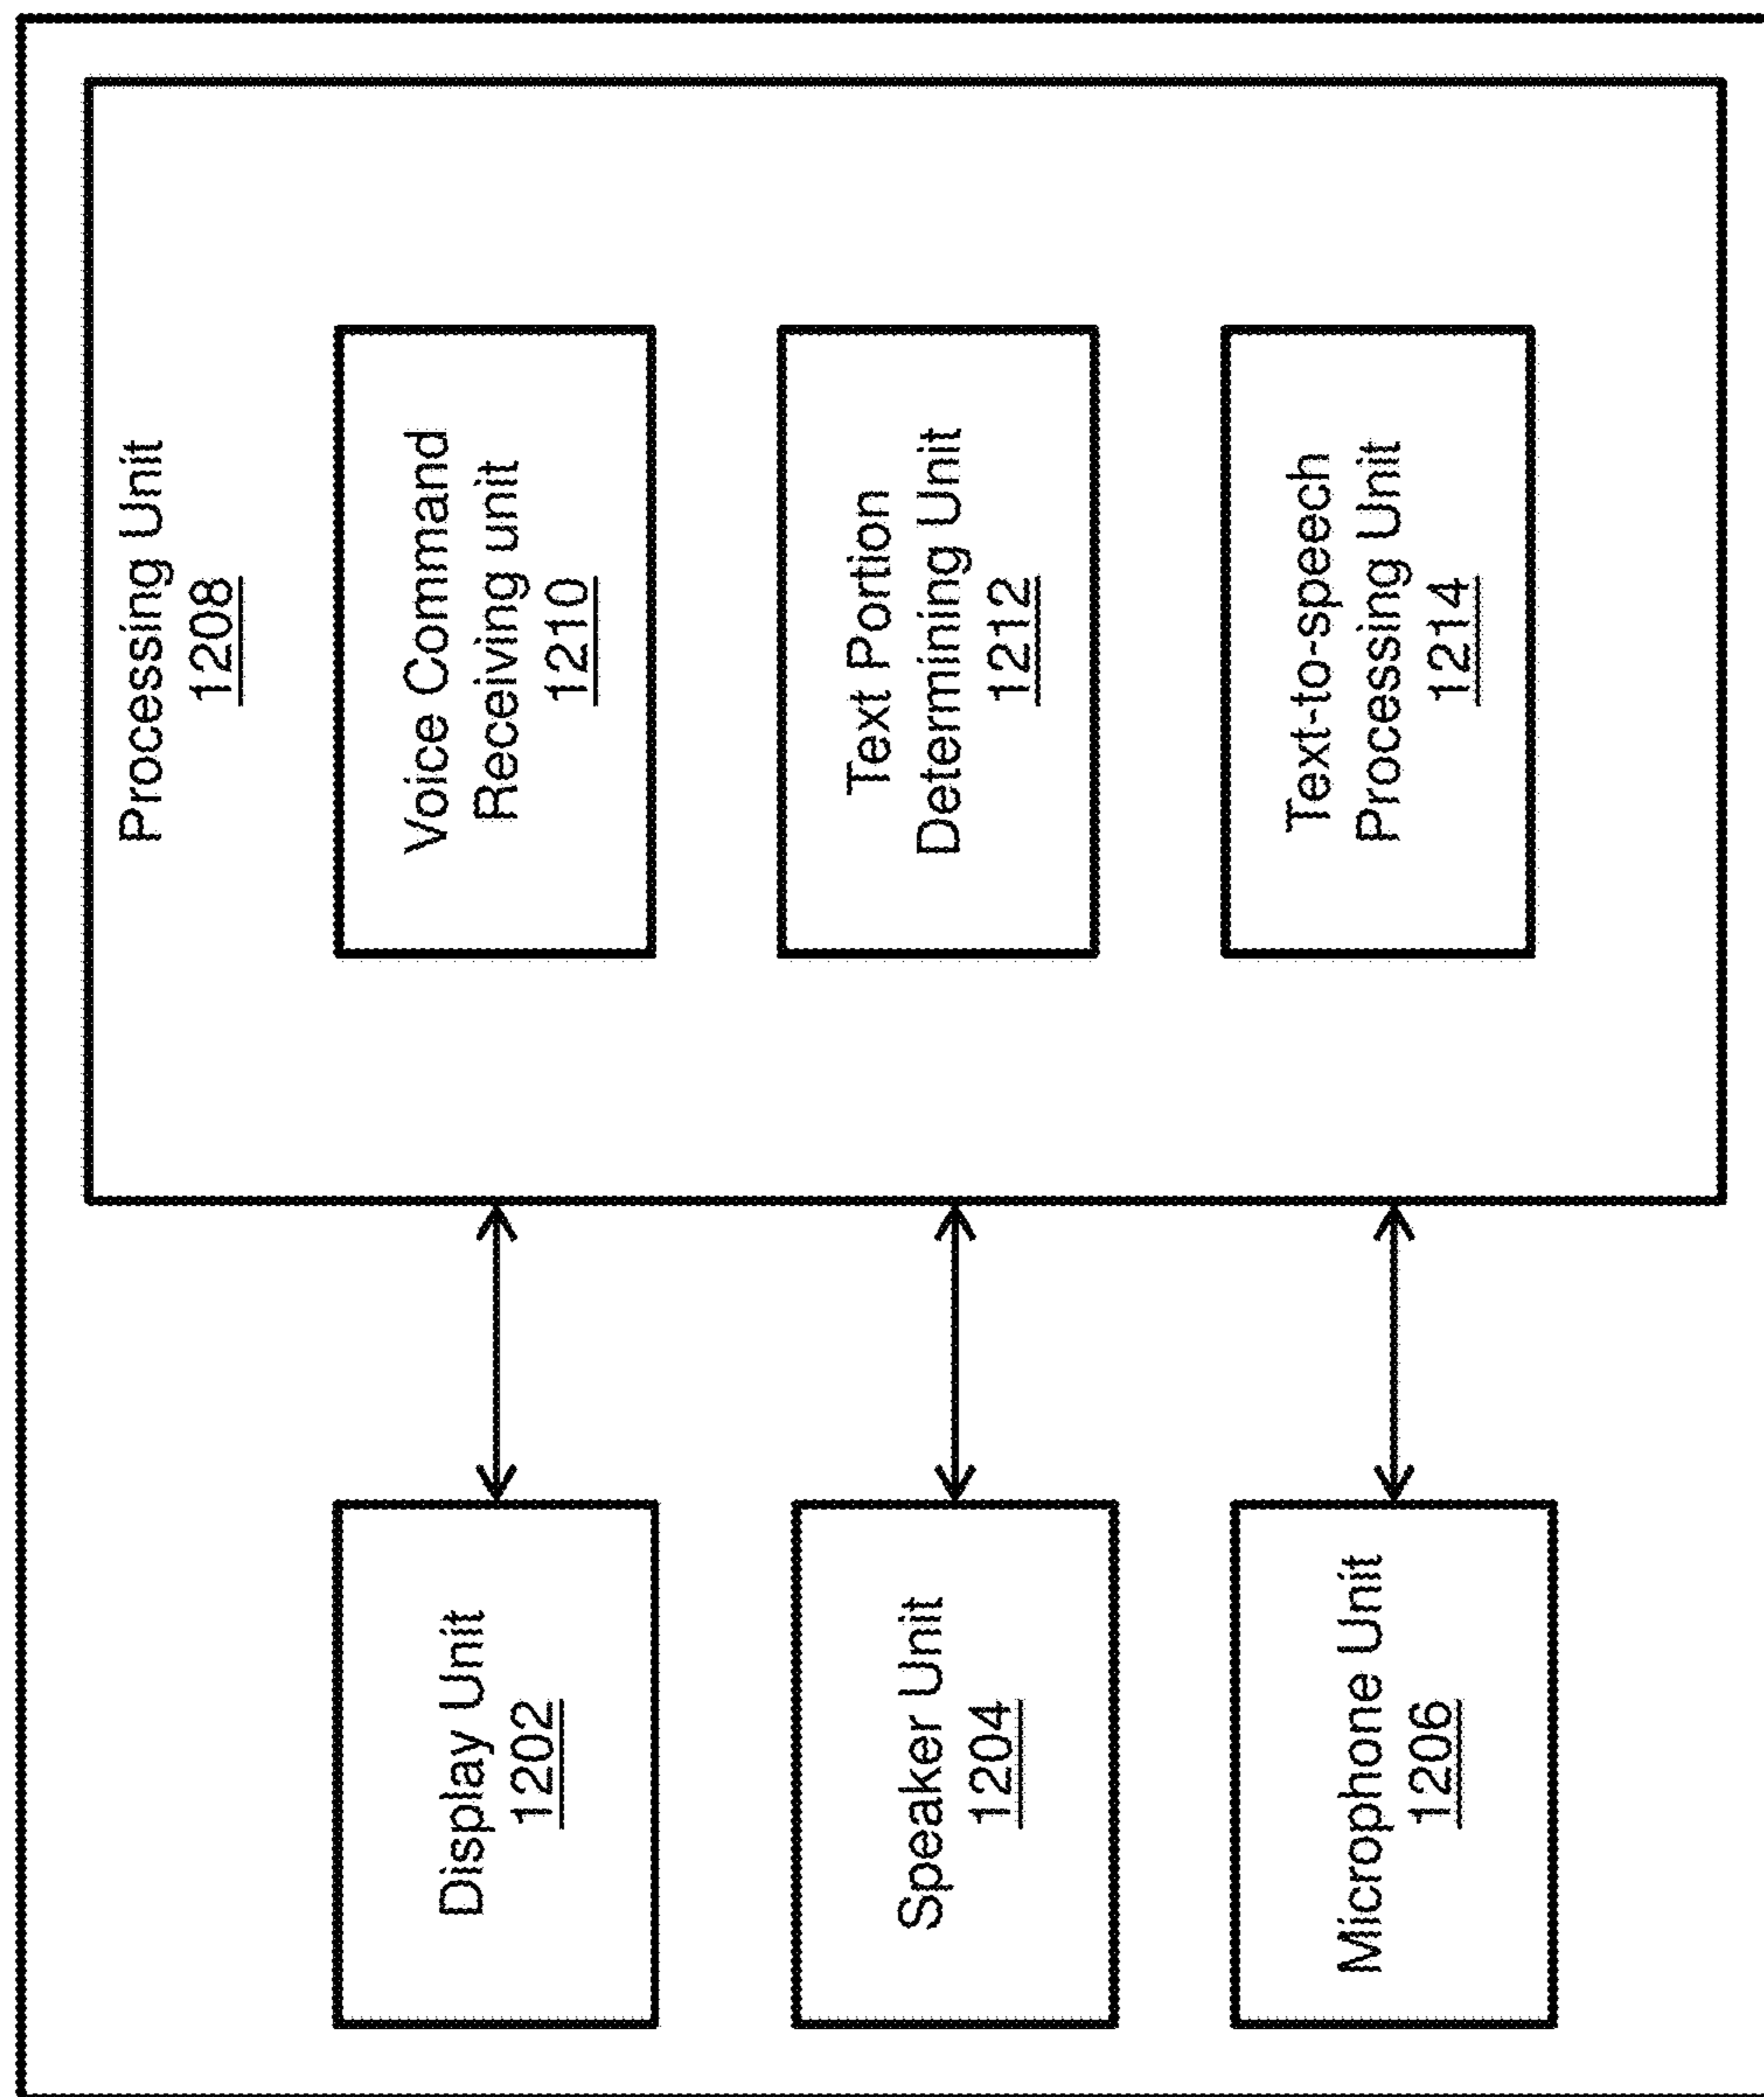 Processing Unit
1208
Display Unit
1202
Voice Command
Receiving unit
1210
Speaker Unit
1204
Text Portion
Determining Unit
1212
Microphone Unit
1206
Text-to-speech
Processing Unit
1214